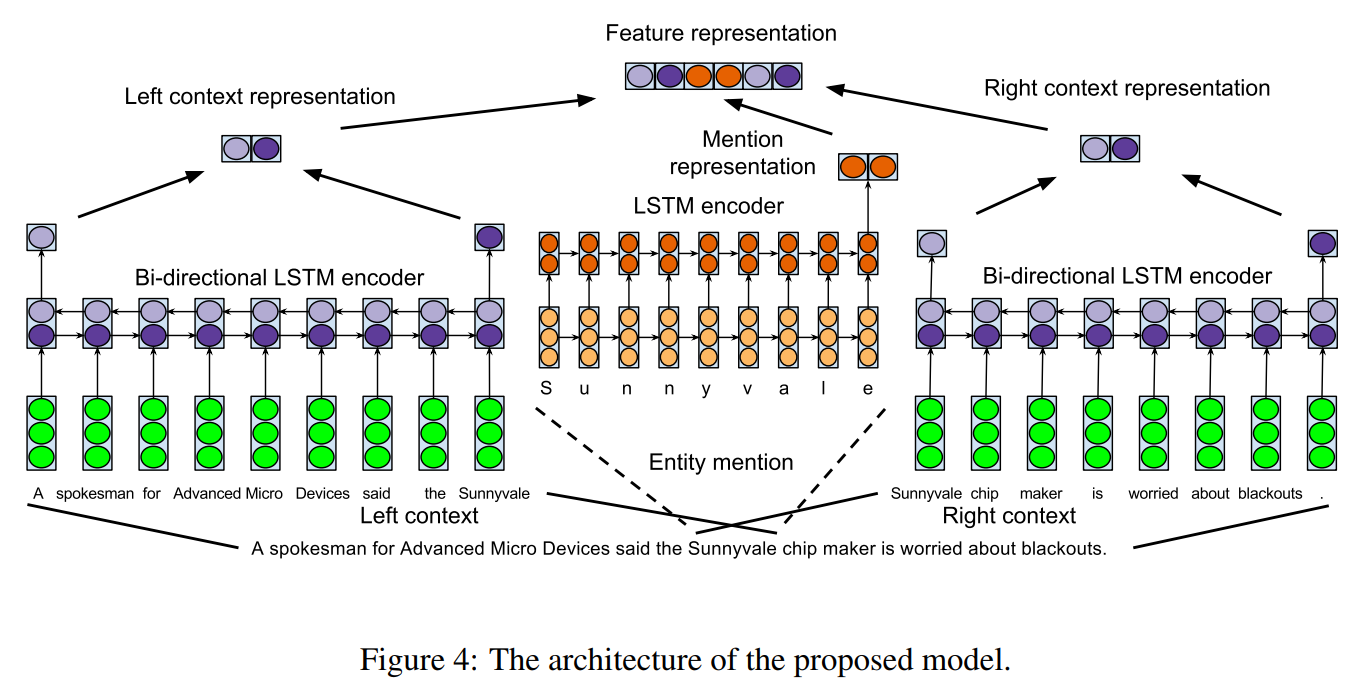 Feature representation
Left context representation
Right context representation
Mention
representation
LSTM encoder
Bi-directional LSTM encoder
Bi-directional LSTM encoder
S u n n y v a l e
Entity mention
A spokesman for Advanced Micro Devices said the Sunnyvale
Sunnyvale chip maker is worried about blackouts .
Left context
Right context
A spokesman for Advanced Micro Devices said the Sunnyvale chip maker is worried about blackouts.
Figure 4: The architecture of the proposed model.